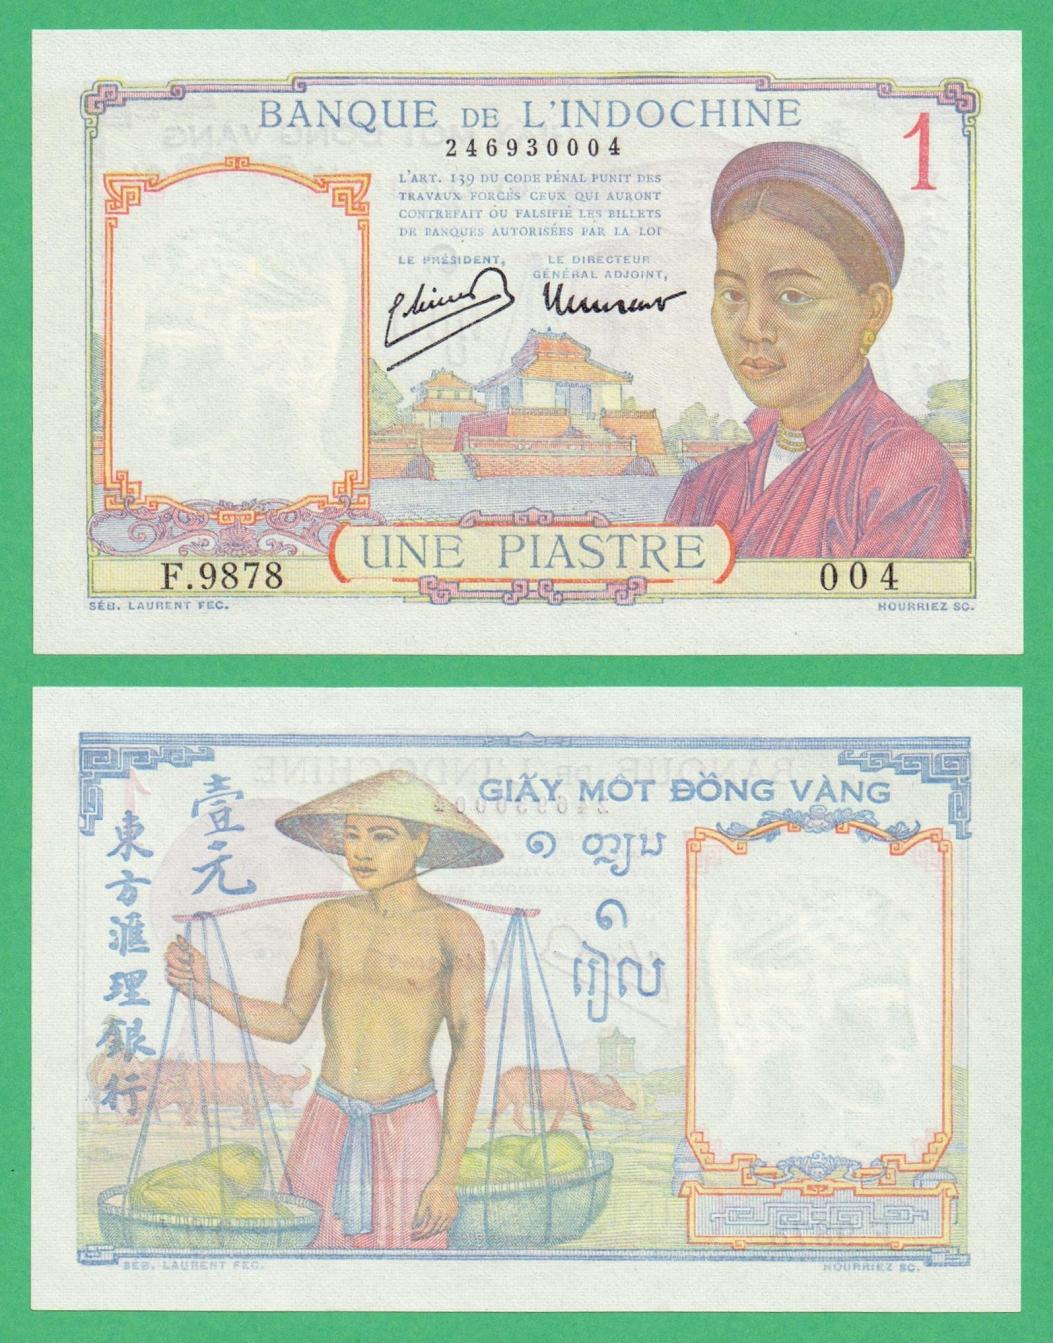 BANQUE DE L'INDOCHINE
246930004
1
L'ART. 139 DU CODE PÉNAL PUNIT DES
TRAVAUX FORCÉS CEUX QUI AURONT
CONTREFAIT OU FALSIFIÉ LES BILLETS
DE BANQUES AUTORISÉES PAR LA LOI
LE PRÉSIDENT,
LE DIRECTEUR
GÉNÉRAL ADJOINT,
UNE PIASTRE
F.9878
004
SÉB. LAURENT FEC.
HOURRIEZ SC.
GIẤY MỘT ĐỒNG VÀNG
壹元
東方滙理銀行
១ រៀល
SÉB. LAURENT FEC.
HOURRIEZ SC.